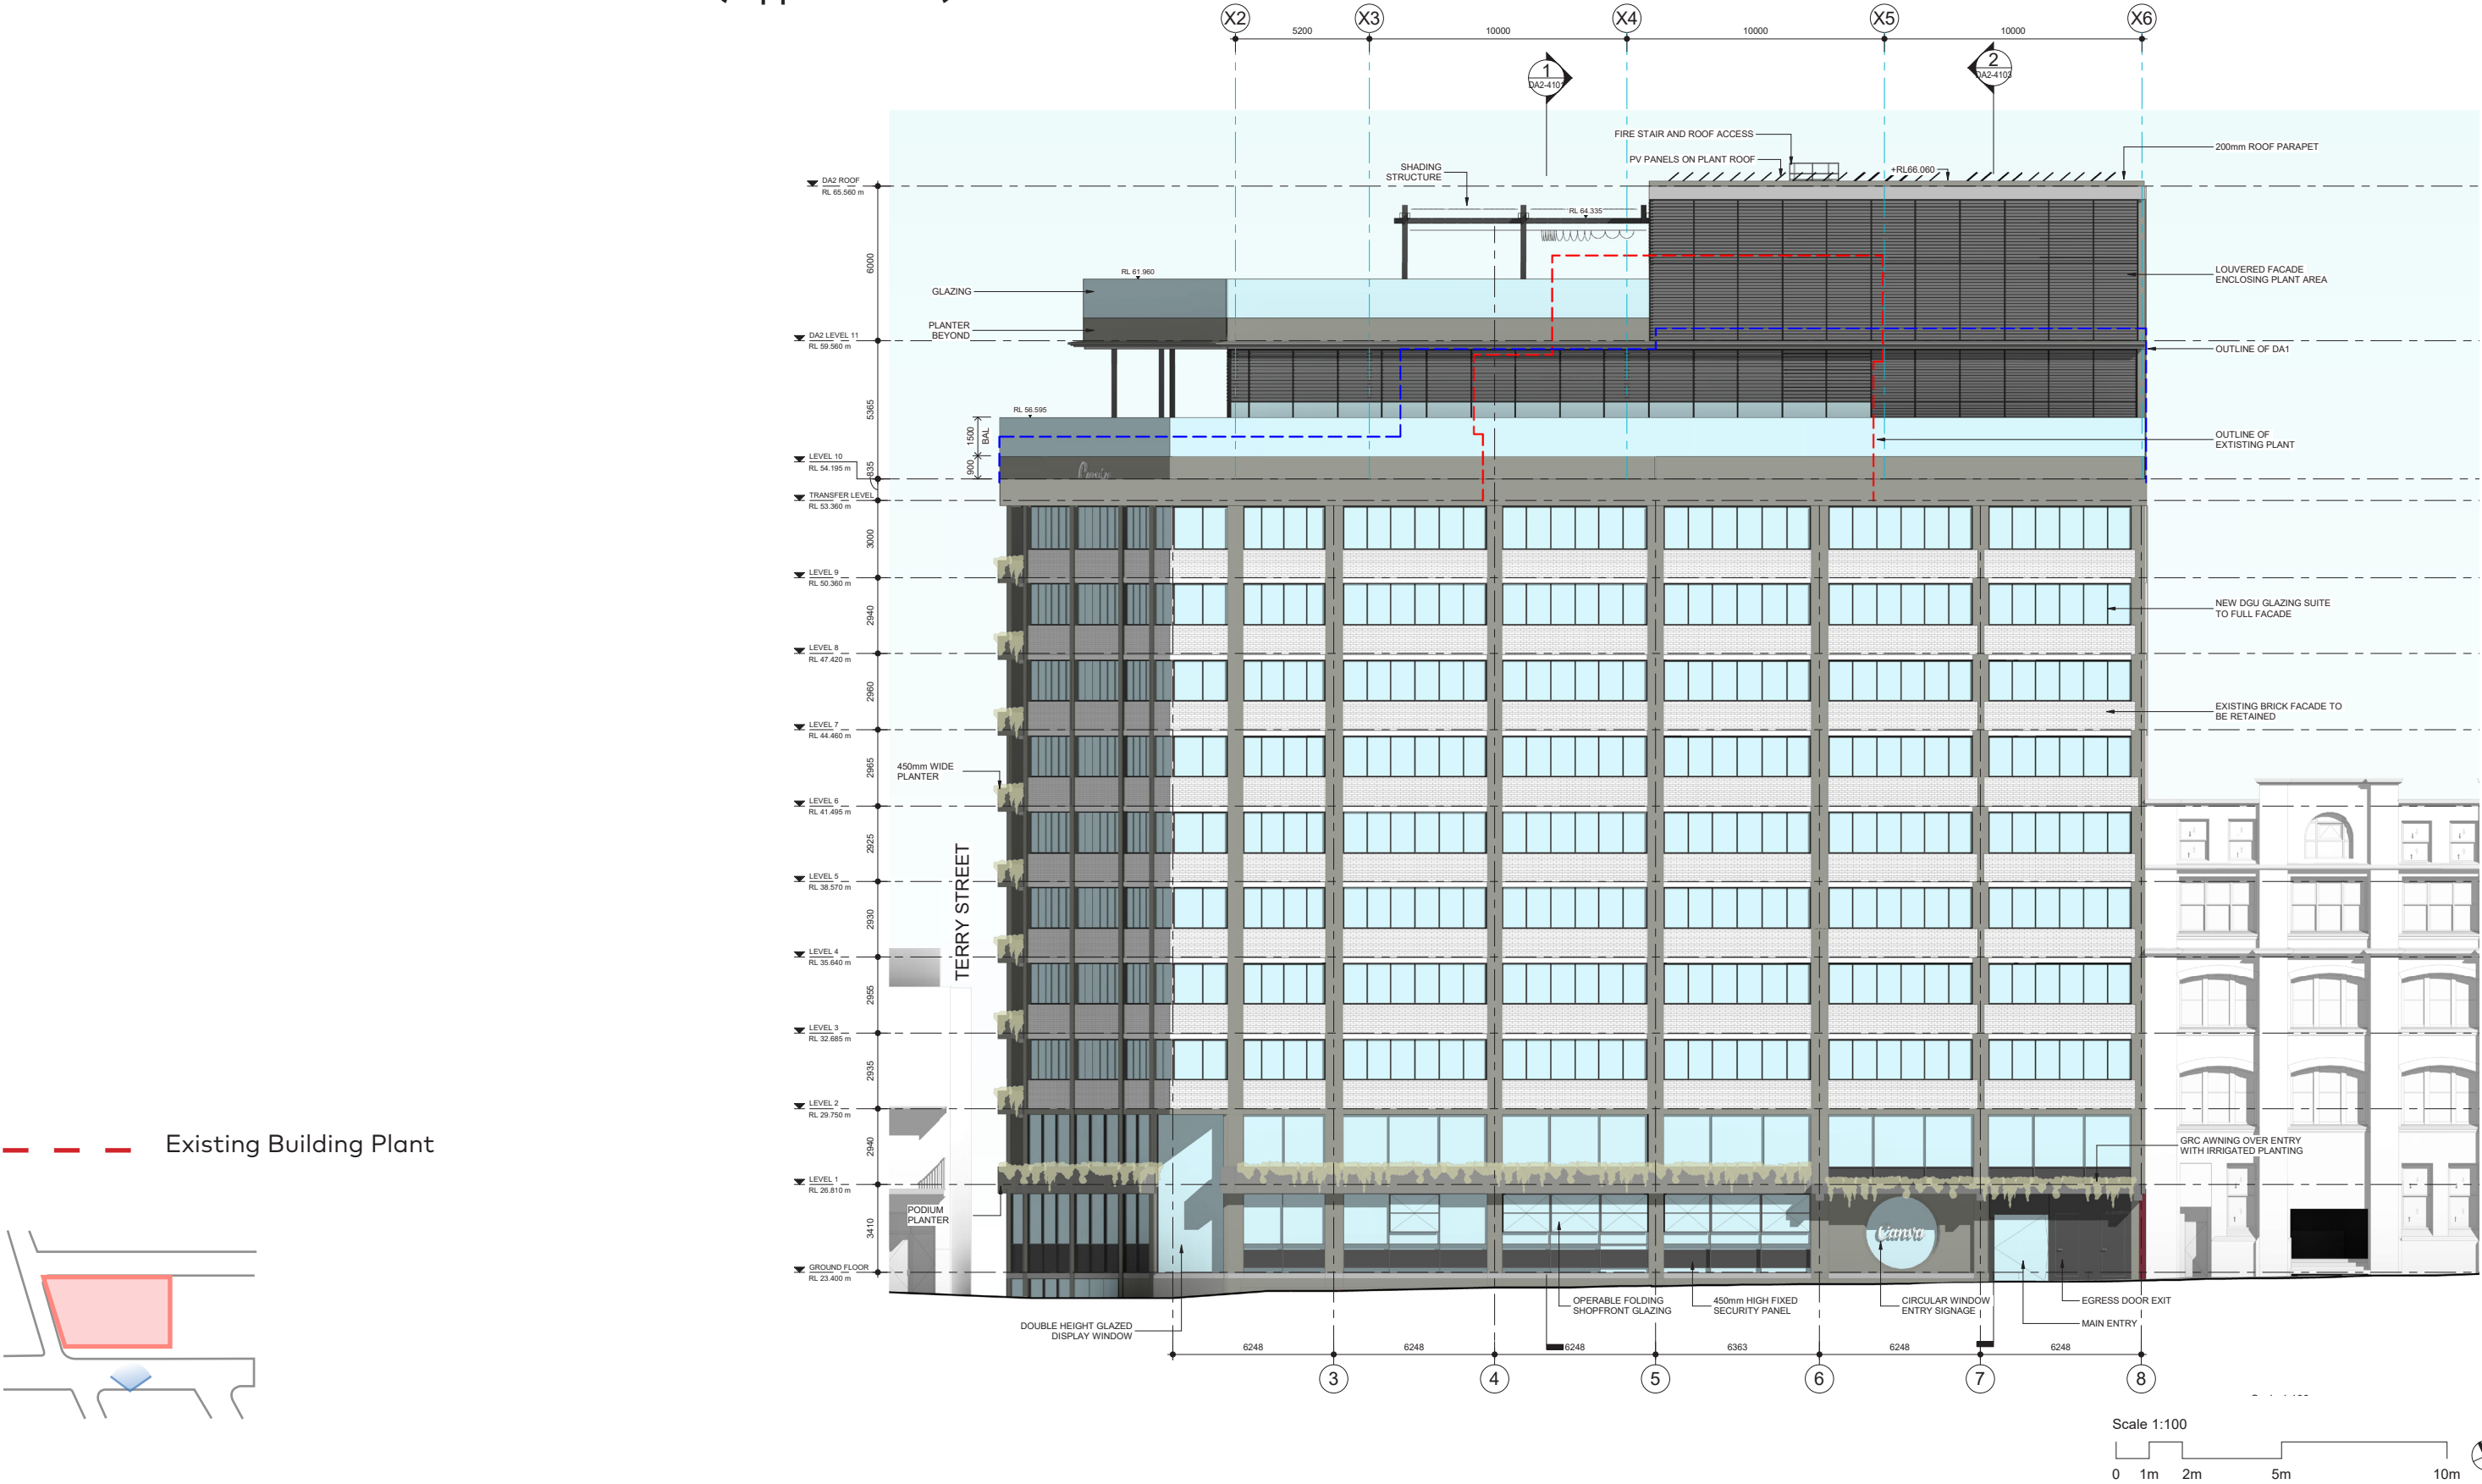 X2
X3
X4
X5
X6
5200
10000
10000
10000
1
DA2-4101
2
DA2-4103
FIRE STAIR AND ROOF ACCESS
PV PANELS ON PLANT ROOF
+RL66.060
200mm ROOF PARAPET
SHADING
STRUCTURE
DA2 ROOF
RL 65.560 m
RL 64.335
6000
RL 61.960
GLAZING
LOUVERED FACADE
ENCLOSING PLANT AREA
PLANTER
BEYOND
DA2 LEVEL 11
RL 59.560 m
OUTLINE OF DA1
5365
RL 56.595
1500
BAL
OUTLINE OF
EXTISTING PLANT
LEVEL 10
RL 54.195 m
900
835
Canva
TRANSFER LEVEL
RL 53.360 m
3000
LEVEL 9
RL 50.360 m
2940
NEW DGU GLAZING SUITE
TO FULL FACADE
LEVEL 8
RL 47.420 m
2960
EXISTING BRICK FACADE TO
BE RETAINED
LEVEL 7
RL 44.460 m
2965
450mm WIDE
PLANTER
LEVEL 6
RL 41.495 m
2925
TERRY STREET
LEVEL 5
RL 38.570 m
2930
LEVEL 4
RL 35.640 m
2955
LEVEL 3
RL 32.685 m
2935
LEVEL 2
RL 29.750 m
2940
Existing Building Plant
GRC AWNING OVER ENTRY
WITH IRRIGATED PLANTING
LEVEL 1
RL 26.810 m
PODIUM
PLANTER
3410
Canva
GROUND FLOOR
RL 23.400 m
OPERABLE FOLDING
SHOPFRONT GLAZING
450mm HIGH FIXED
SECURITY PANEL
CIRCULAR WINDOW
ENTRY SIGNAGE
EGRESS DOOR EXIT
MAIN ENTRY
DOUBLE HEIGHT GLAZED
DISPLAY WINDOW
6248
6248
6248
6363
6248
6248
3
4
5
6
7
8
Scale 1:100
0 1m 2m 5m 10m